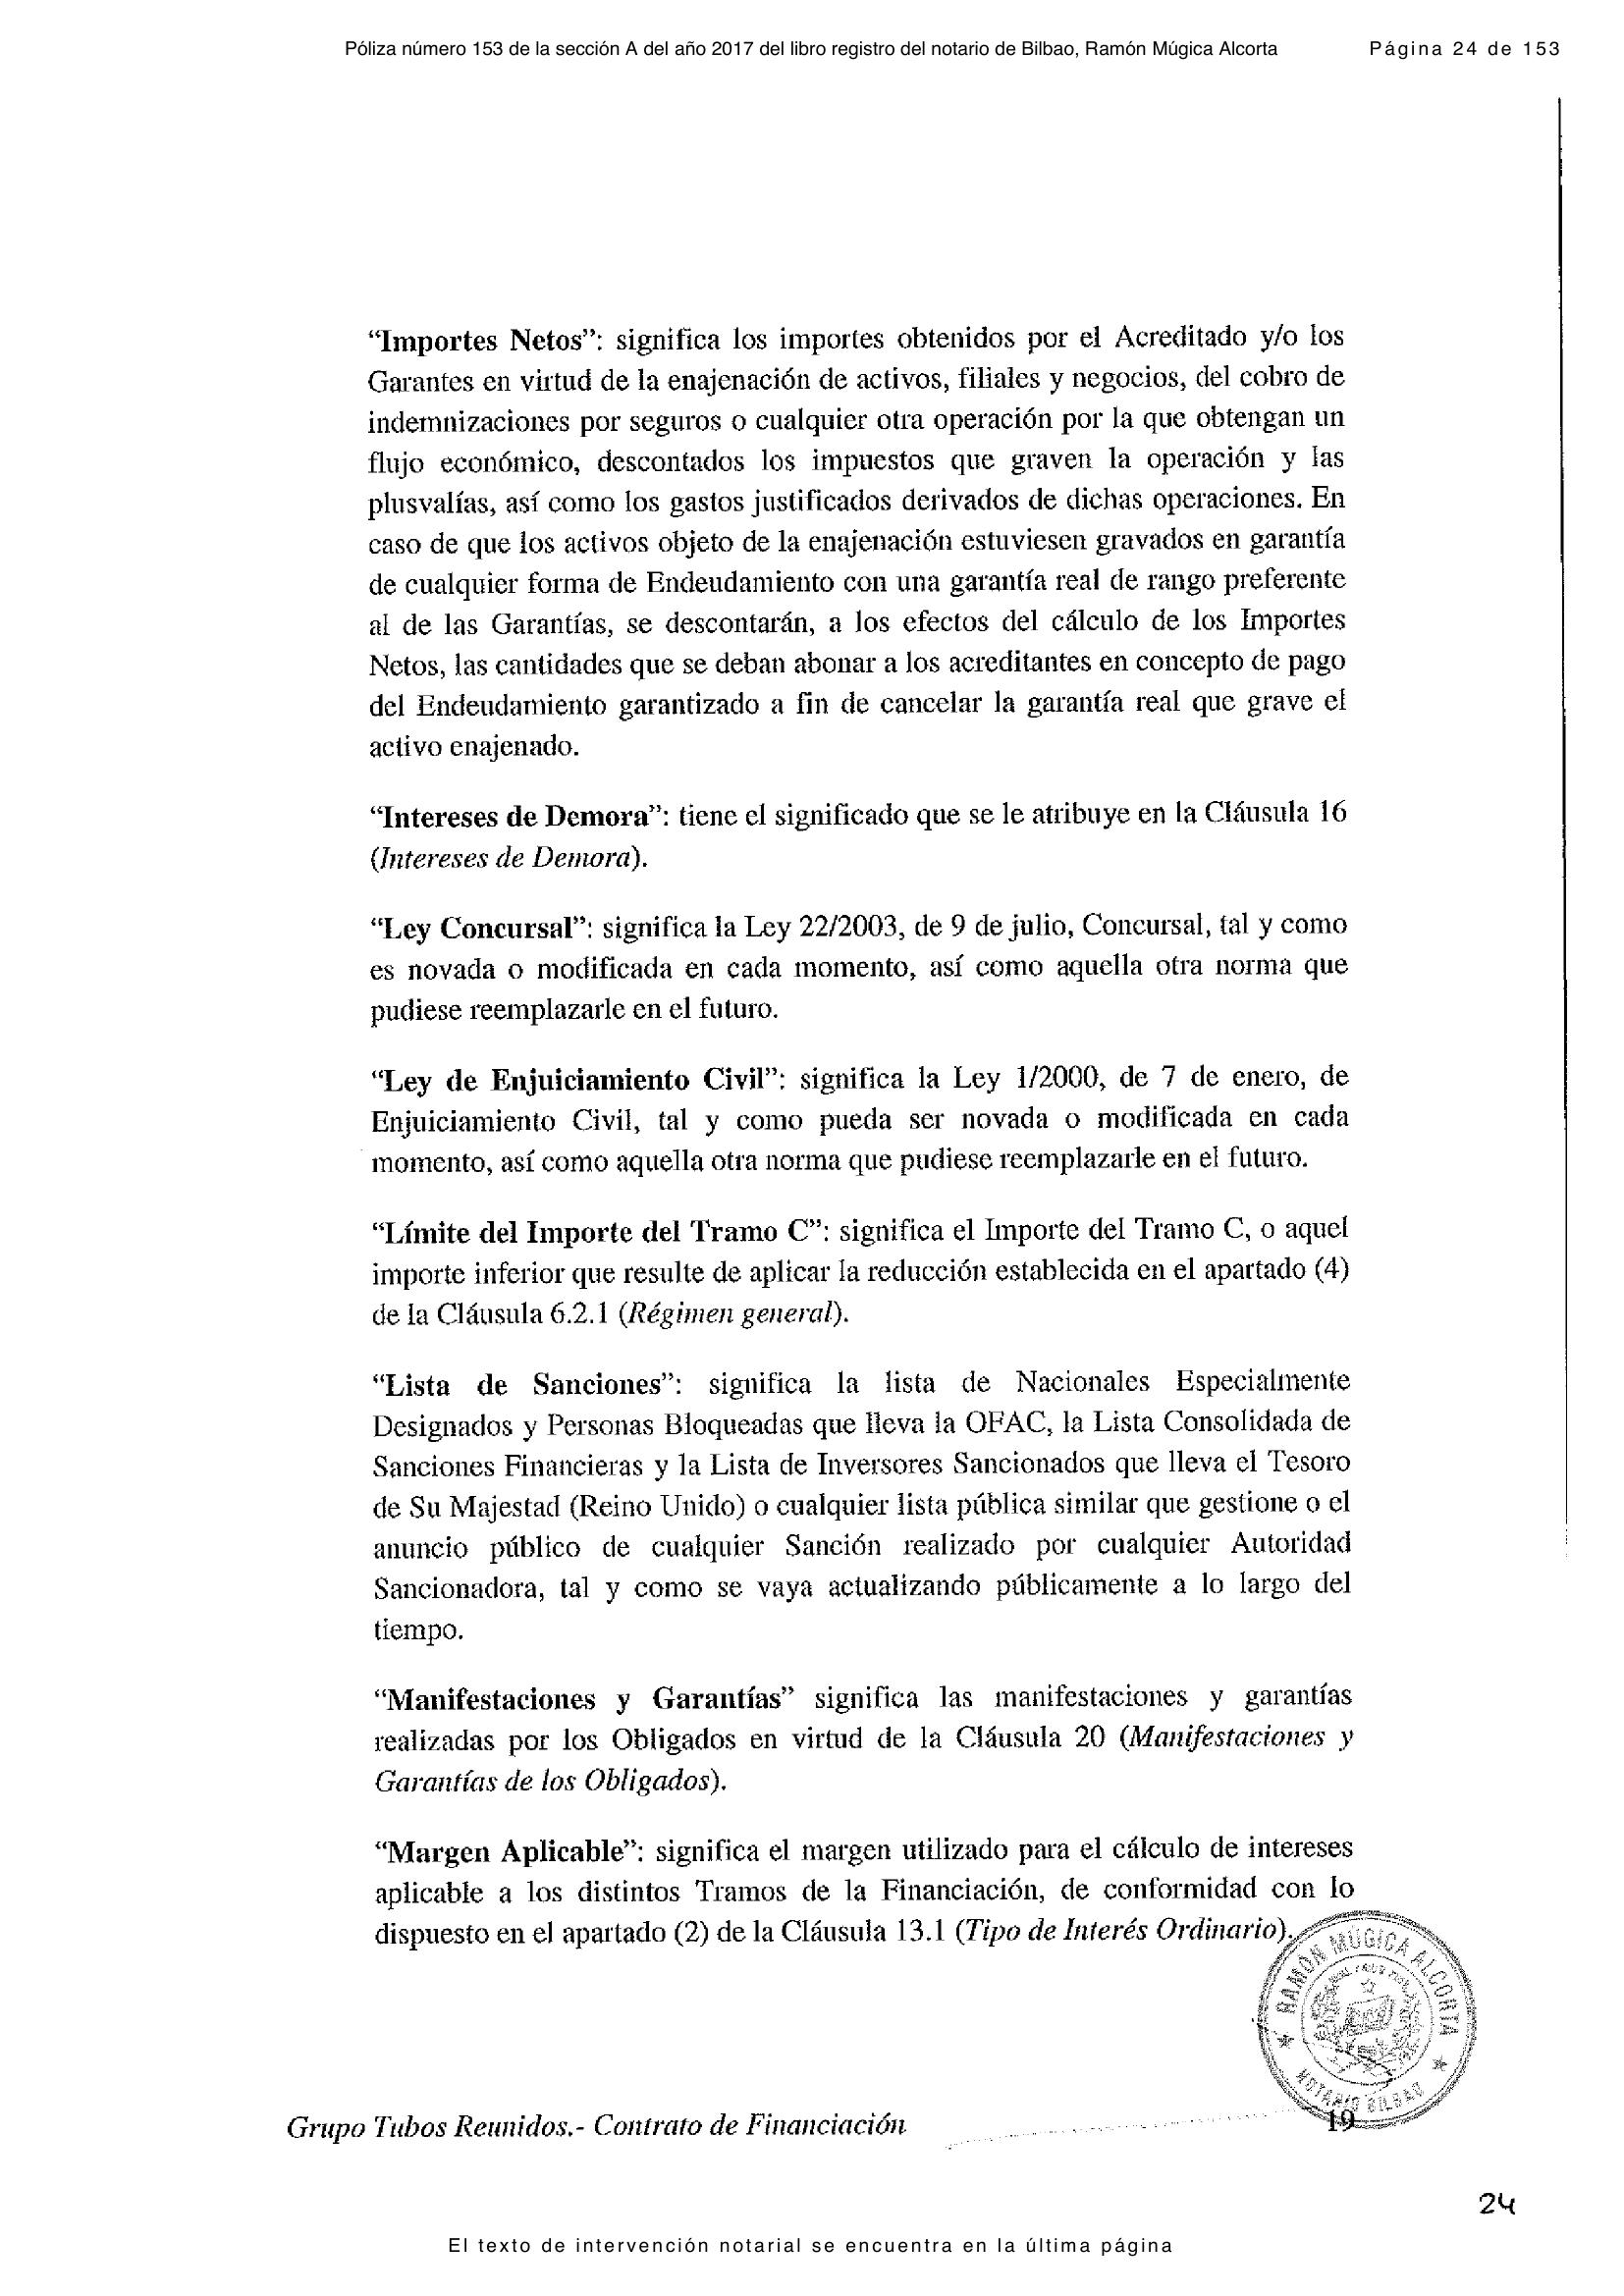 Póliza número 153 de la sección A del año 2017 del libro registro del notario de Bilbao, Ramón Múgica Alcorta Página 24 de 153
“Importes Netos”: significa los importes obtenidos por el Acreditado y/o los
Garantes en virtud de la enajenación de activos, filiales y negocios, del cobro de
indemnizaciones por seguros o cualquier otra operación por la que obtengan un
flujo económico, descontados los impuestos que graven la operación y las
plusvalías, así como los gastos justificados derivados de dichas operaciones. En
caso de que los activos objeto de la enajenación estuviesen gravados en garantía
de cualquier forma de Endeudamiento con una garantía real de rango preferente
al de las Garantías, se descontarán, a los efectos del cálculo de los Importes
Netos, las cantidades que se deban abonar a los acreditantes en concepto de pago
del Endeudamiento garantizado a fin de cancelar la garantía real que grave el
activo enajenado.
“Intereses de Demora”: tiene el significado que se le atribuye en la Cláusula 16
(Intereses de Demora).
“Ley Concursal”: significa la Ley 22/2003, de 9 de julio, Concursal, tal y como
es novada o modificada en cada momento, así como aquella otra norma que
pudiese reemplazarle en el futuro.
“Ley de Enjuiciamiento Civil”: significa la Ley 1/2000, de 7 de enero, de
Enjuiciamiento Civil, tal y como pueda ser novada o modificada en cada
momento, así como aquella otra norma que pudiese reemplazarle en el futuro.
“Límite del Importe del Tramo C”: significa el Importe del Tramo C, o aquel
importe inferior que resulte de aplicar la reducción establecida en el apartado (4)
de la Cláusula 6.2.1 (Régimen general).
“Lista de Sanciones”: significa la lista de Nacionales Especialmente
Designados y Personas Bloqueadas que lleva la OFAC, la Lista Consolidada de
Sanciones Financieras y la Lista de Inversores Sancionados que lleva el Tesoro
de Su Majestad (Reino Unido) o cualquier lista pública similar que gestione o el
anuncio público de cualquier Sanción realizado por cualquier Autoridad
Sancionadora, tal y como se vaya actualizando públicamente a lo largo del
tiempo.
“Manifestaciones y Garantías” significa las manifestaciones y garantías
realizadas por los Obligados en virtud de la Cláusula 20 (Manifestaciones y
Garantías de los Obligados).
“Margen Aplicable”: significa el margen utilizado para el cálculo de intereses
aplicable a los distintos Tramos de la Financiación, de conformidad con lo
dispuesto en el apartado (2) de la Cláusula 13.1 (Tipo de Interés Ordinario).
RAMÓN MÚGICA ALCORTA
NOTARIO BILBAO
Grupo Tubos Reunidos.- Contrato de Financiación 19
24
El texto de intervención notarial se encuentra en la última página